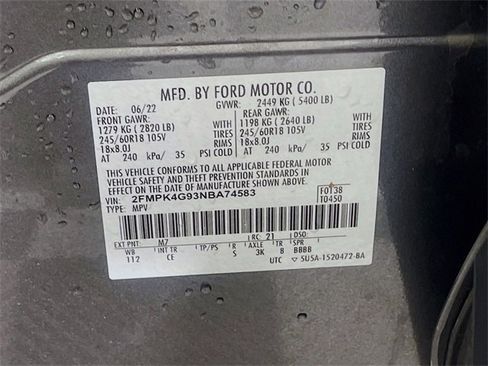 MFD. BY FORD MOTOR CO.
DATE: 06/22 GVWR: 2449 KG ( 5400 LB)
FRONT GAWR: REAR GAWR:
1279 KG ( 2820 LB) WITH 1198 KG ( 2640 LB) WITH
245/60R18 105V TIRES 245/60R18 105V TIRES
18x8.0J RIMS 18x8.0J RIMS
AT 240 kPa/ 35 PSI COLD AT 240 kPa/ 35 PSI COLD
THIS VEHICLE CONFORMS TO ALL APPLICABLE FEDERAL MOTOR
VEHICLE SAFETY AND THEFT PREVENTION STANDARDS IN
EFFECT ON THE DATE OF MANUFACTURE SHOWN ABOVE.
VIN: 2FMPK4G93NBA74583 F0138
TYPE: MPV 10450
EXT PNT: M7 RC: 21 DSO:
WB INT TR TP/PS R AXLE TR SPR
112 CE S 3K B BBBB
UTC 5U5A-1520472-BA